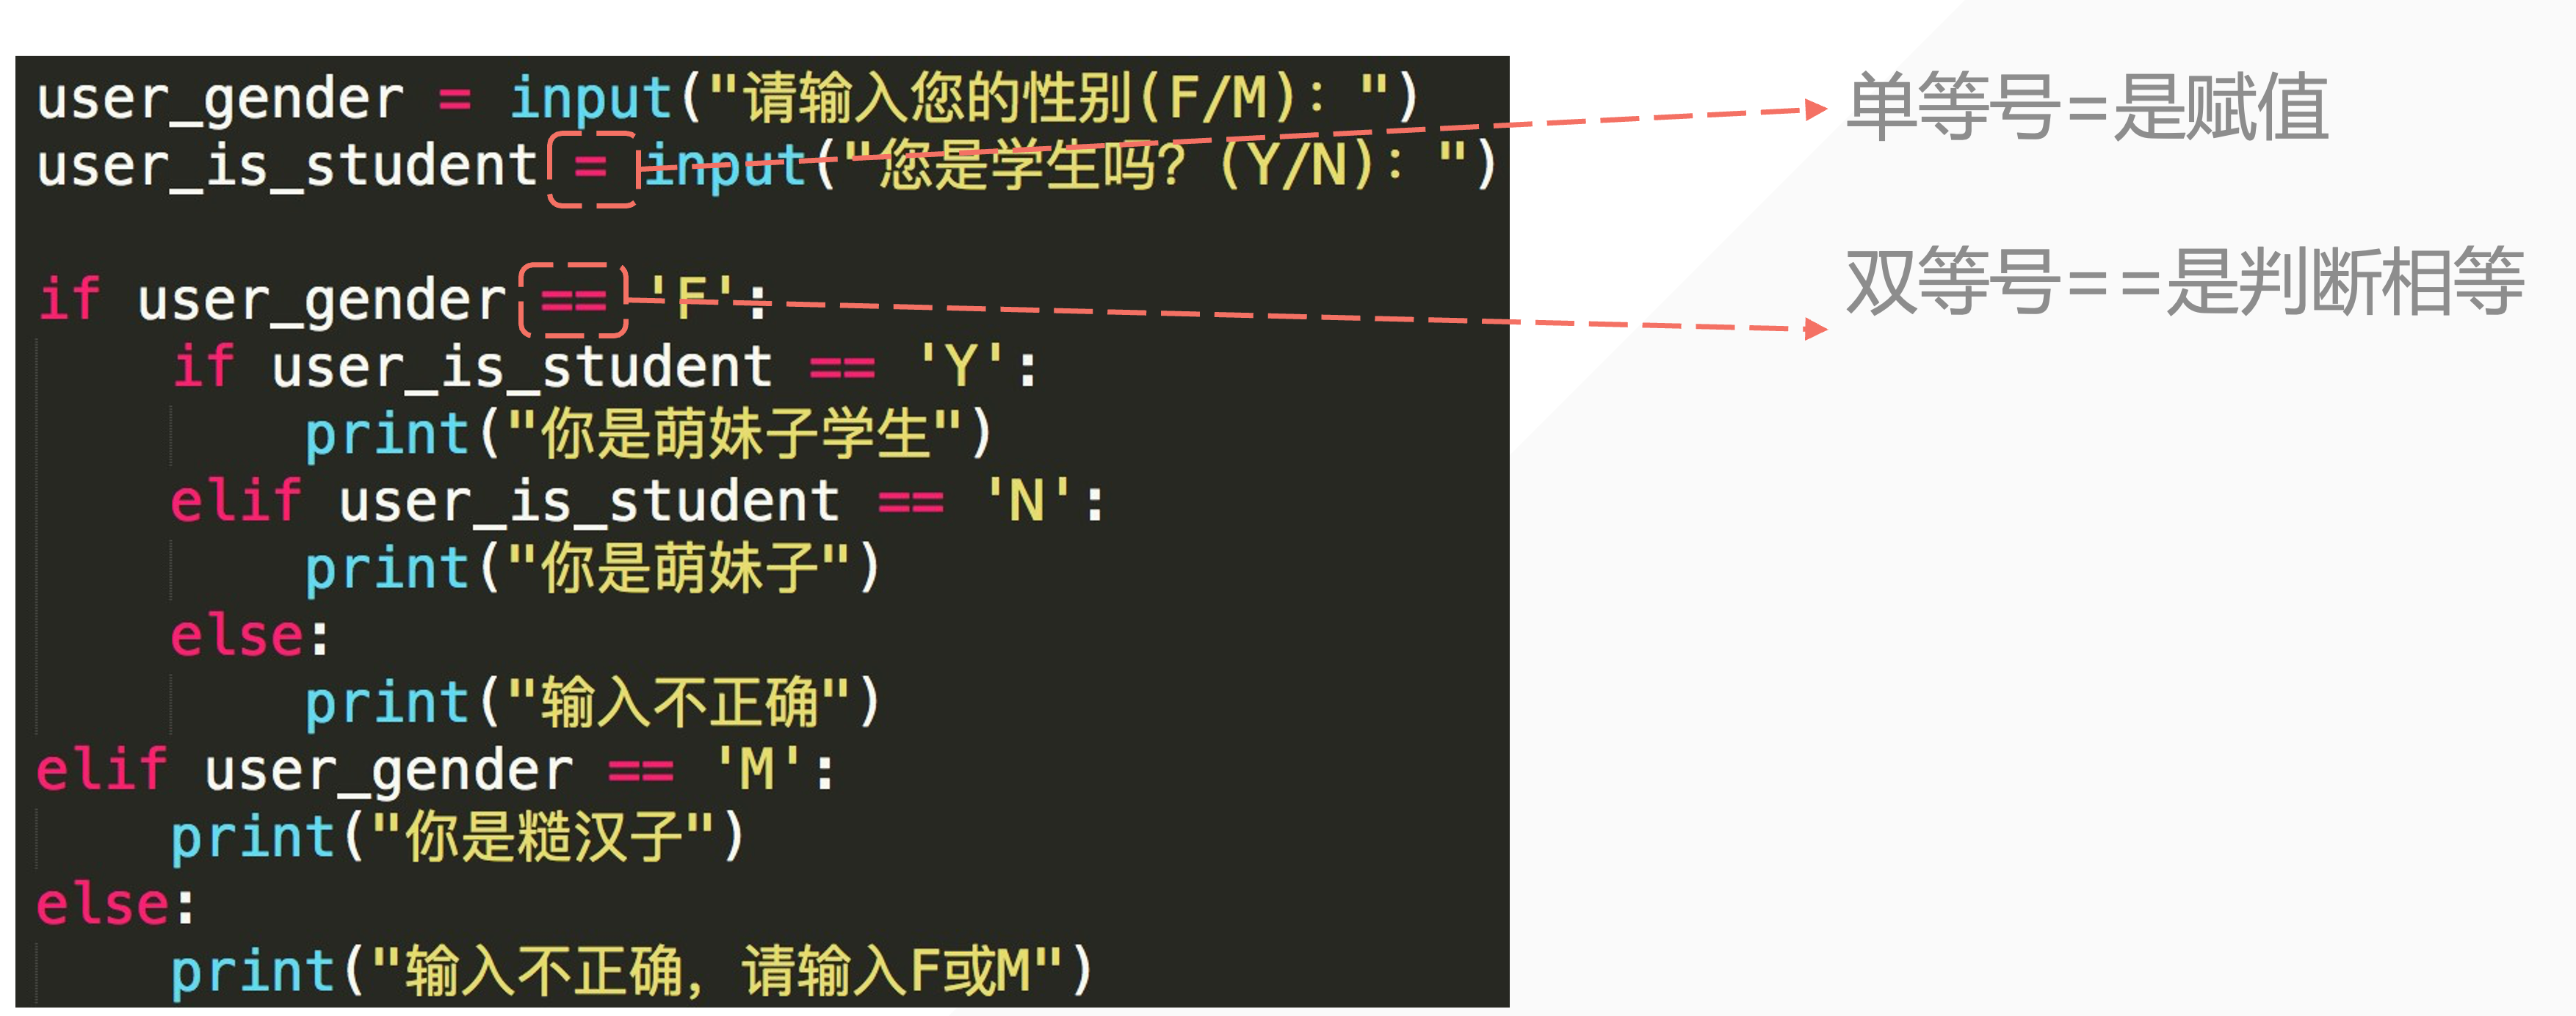 user_gender = input("请输入您的性别(F/M)：")
user_is_student = input("您是学生吗？(Y/N)：")
if user_gender == 'F':
    if user_is_student == 'Y':
        print("你是萌妹子学生")
    elif user_is_student == 'N':
        print("你是萌妹子")
    else:
        print("输入不正确")
elif user_gender == 'M':
    print("你是糙汉子")
else:
    print("输入不正确，请输入F或M")
单等号=是赋值
双等号==是判断相等